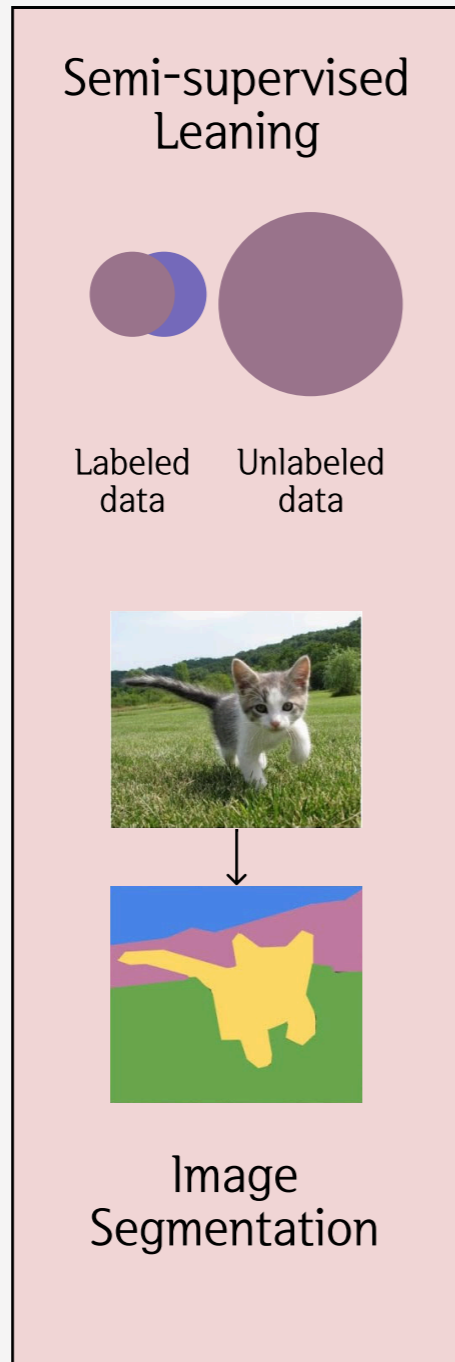 Semi-supervised
Leaning
Labeled Unlabeled
data data
Image
Segmentation